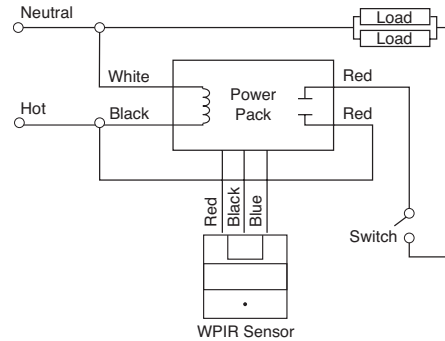 Neutral
Load
Load
White
Red
Power
Pack
Hot
Black
Red
Red
Black
Blue
Switch
WPIR Sensor